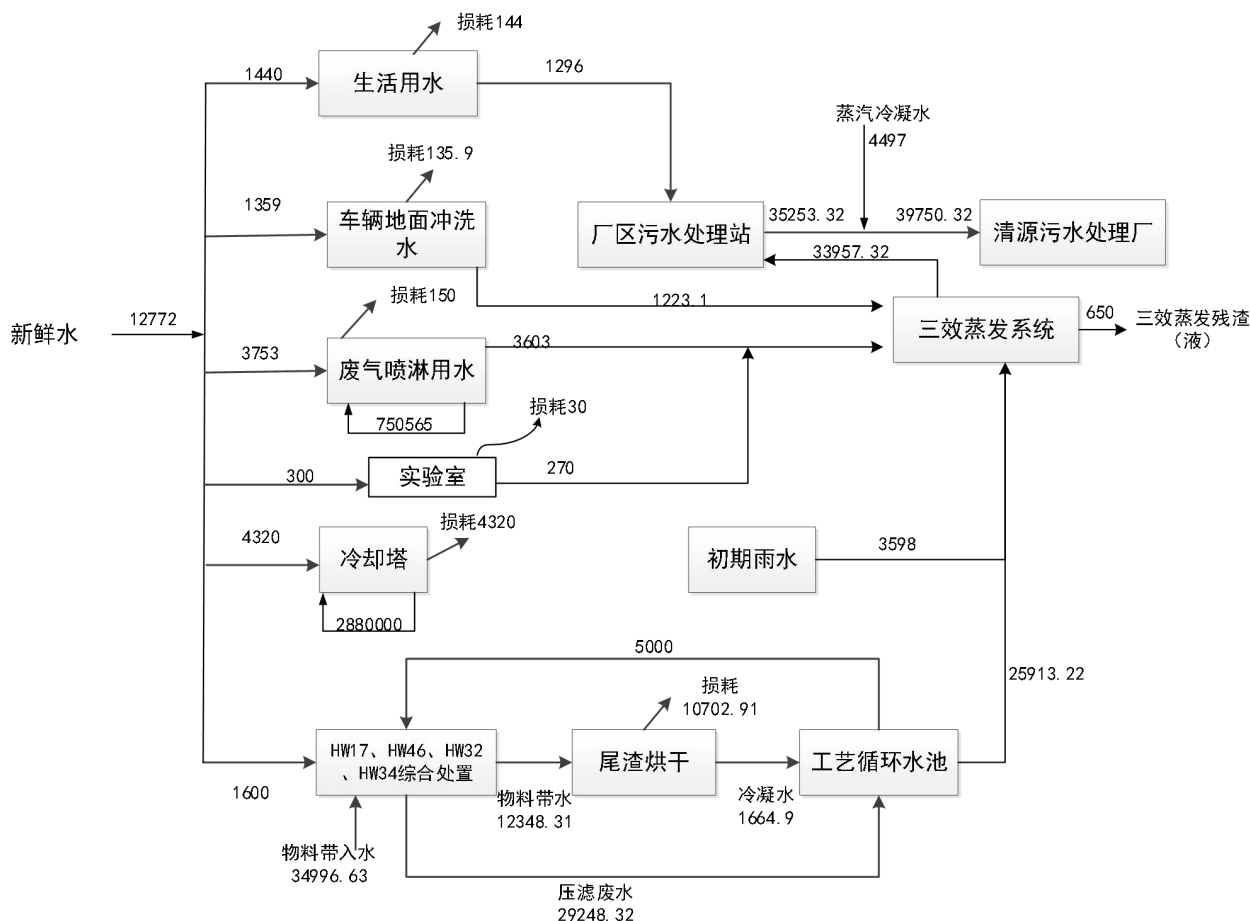 损耗144
1440
生活用水
1296
蒸汽冷凝水
4497
损耗135.9
1359
车辆地面冲洗
水
厂区污水处理站
35253.32
39750.32
清源污水处理厂
33957.32
1223.1
损耗150
新鲜水
12772
3753
废气喷淋用水
3603
750565
三效蒸发系统
650
三效蒸发残渣
（液）
损耗30
300
实验室
270
损耗4320
4320
冷却塔
2880000
初期雨水
3598
5000
25913.22
损耗
10702.91
HW17、HW46、HW32
、HW34综合处置
尾渣烘干
工艺循环水池
1600
物料带水
12348.31
冷凝水
1664.9
物料带入水
34996.63
压滤废水
29248.32